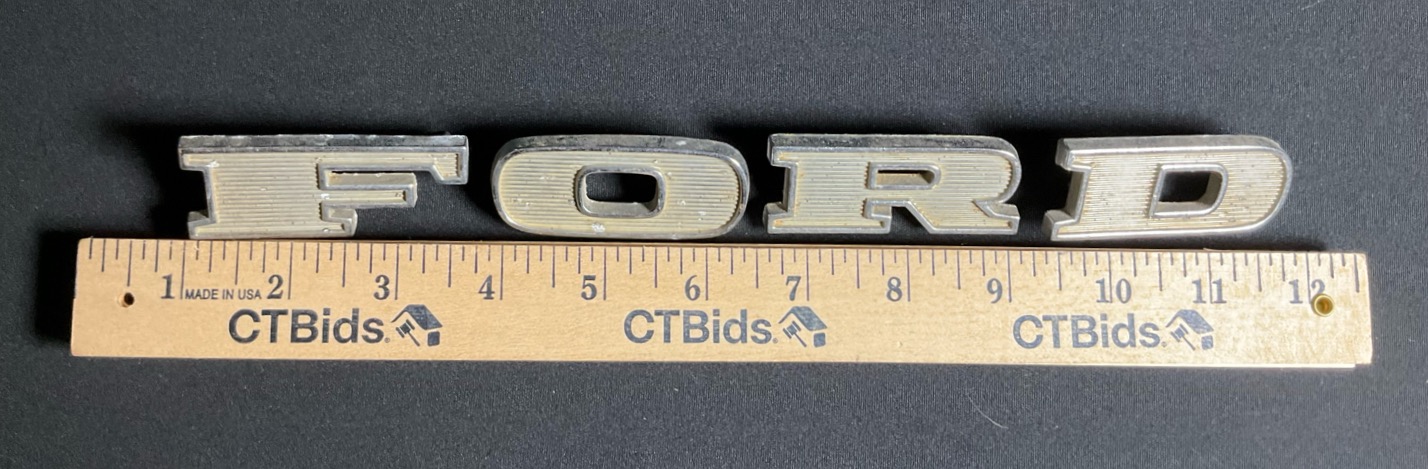 FORD
1 2 3 4 5 6 7 8 9 10 11 12
MADE IN USA
CTBids. CTBids. CTBids.